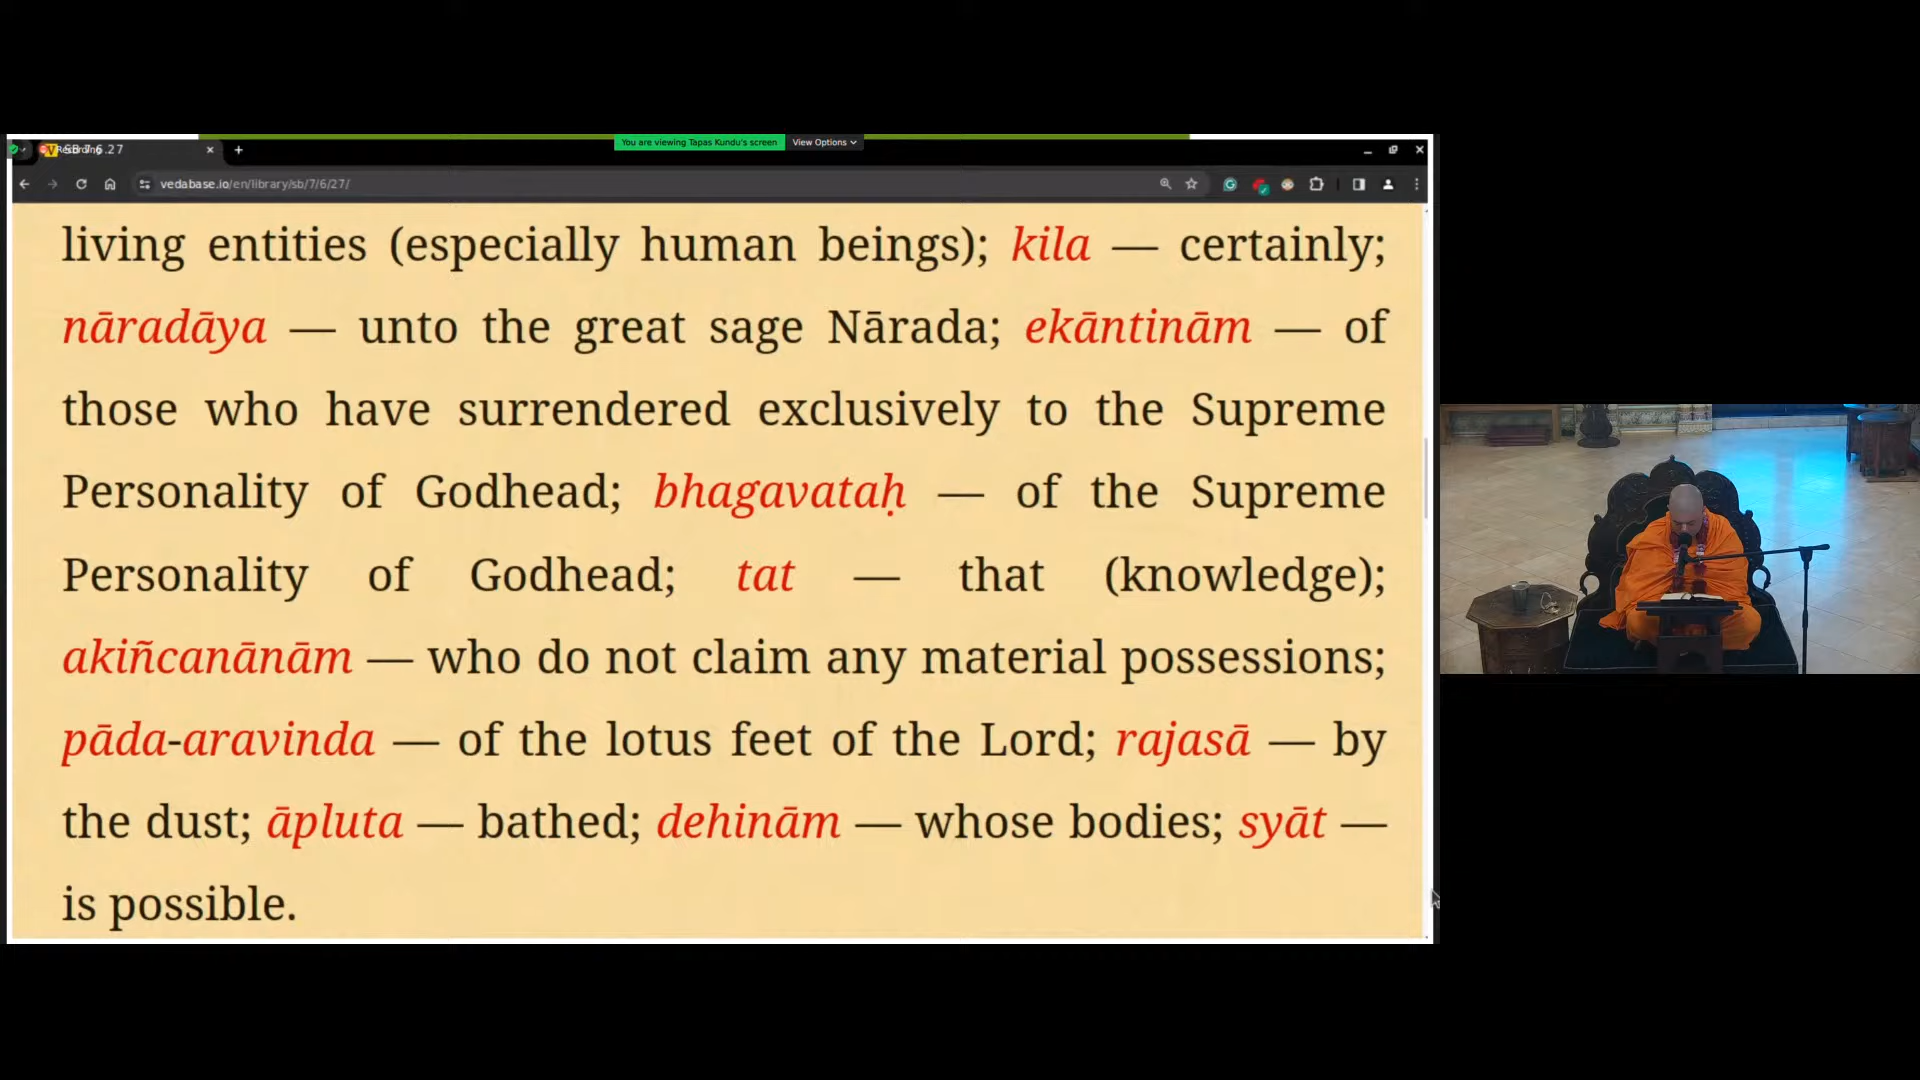 You are viewing Tapas Kundu's screen View Options
SB 7.6.27
vedabase.io/en/library/sb/7/6/27/
living entities (especially human beings); kila — certainly;
nāradāya — unto the great sage Nārada; ekāntinām — of
those who have surrendered exclusively to the Supreme
Personality of Godhead; bhagavataḥ — of the Supreme
Personality of Godhead; tat — that (knowledge);
akiñcanānām — who do not claim any material possessions;
pāda-aravinda — of the lotus feet of the Lord; rajasā — by
the dust; āpluta — bathed; dehinām — whose bodies; syāt —
is possible.